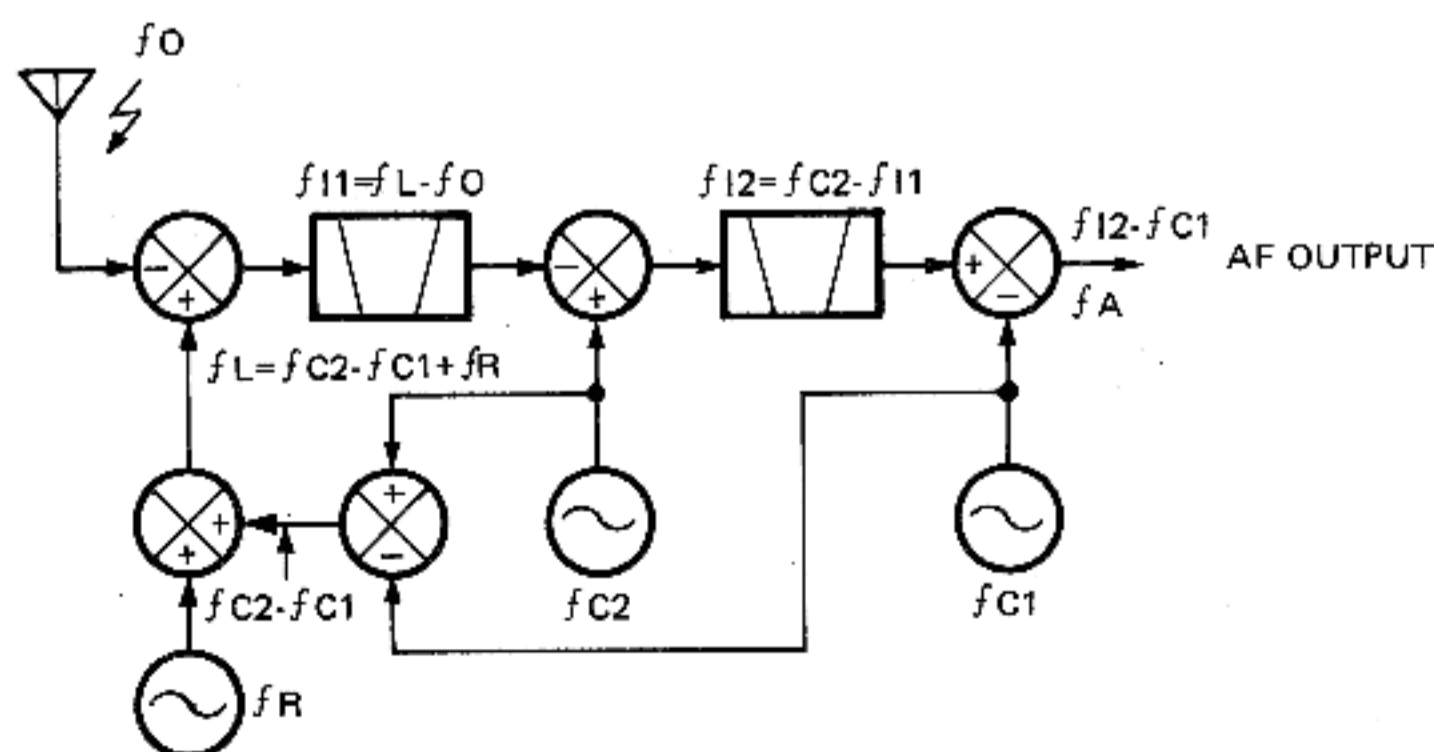 fO
fI1=fL-fO
fI2=fC2-fI1
fI2-fC1
AF OUTPUT
fA
- +
- +
+ -
fL=fC2-fC1+fR
+ +
+ -
fC2-fC1
fC2
fC1
fR